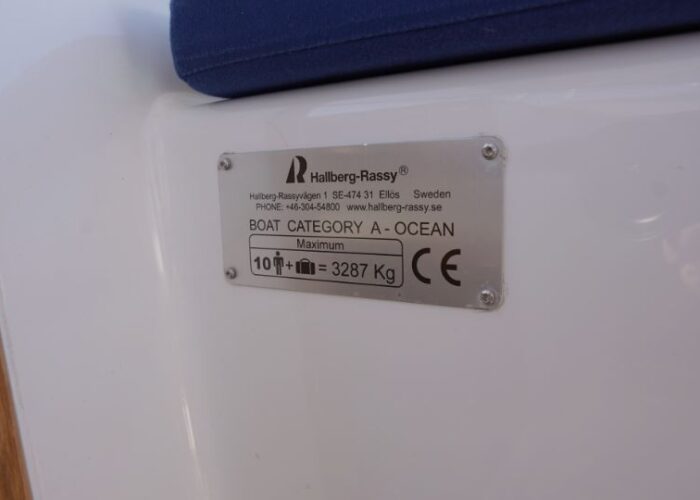 Hallberg-Rassy®
Hallberg-Rassyvägen 1 SE-474 31 Ellös Sweden
PHONE: +46-304-54800 www.hallberg-rassy.se
BOAT CATEGORY A - OCEAN
Maximum
10 + = 3287 Kg
CE